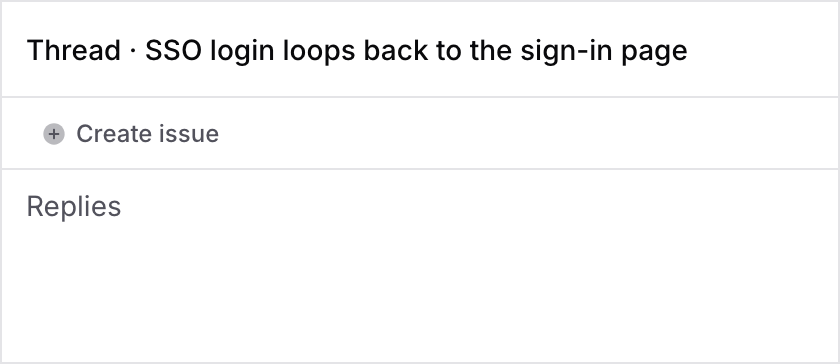 Thread · SSO login loops back to the sign-in page
Create issue
Replies